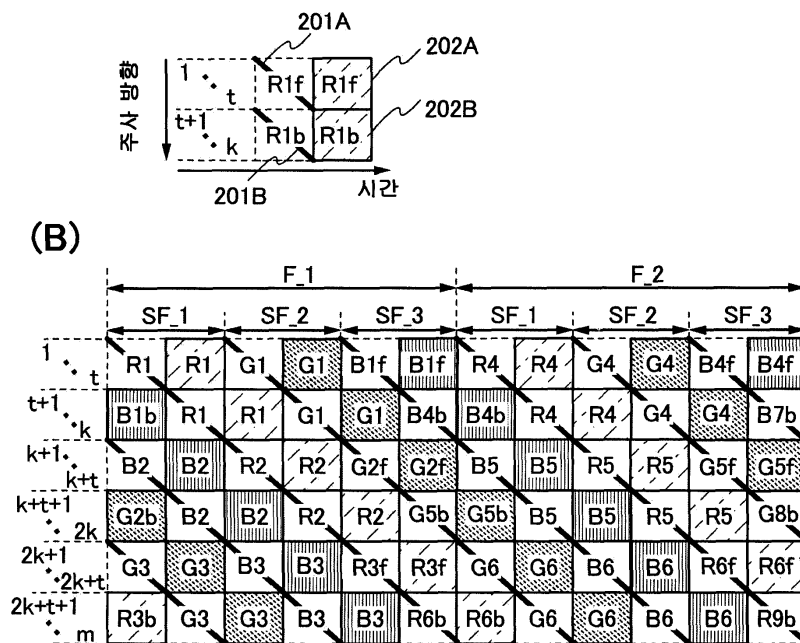 201A
202A
202B
201B
주사 방향
1 t
t+1 k
R1f R1f
R1b R1b
시간
(B)
F_1 F_2
SF_1 SF_2 SF_3 SF_1 SF_2 SF_3
1 t R1 R1 G1 G1 B1f B1f R4 R4 G4 G4 B4f B4f
t+1 k B1b R1 R1 G1 G1 B4b B4b R4 R4 G4 G4 B7b
k+1 k+t B2 B2 R2 R2 G2f G2f B5 B5 R5 R5 G5f G5f
k+t+1 2k G2b B2 B2 R2 R2 G5b G5b B5 B5 R5 R5 G8b
2k+1 2k+t G3 G3 B3 B3 R3f R3f G6 G6 B6 B6 R6f R6f
2k+t+1 m R3b G3 G3 B3 B3 R6b R6b G6 G6 B6 B6 R9b